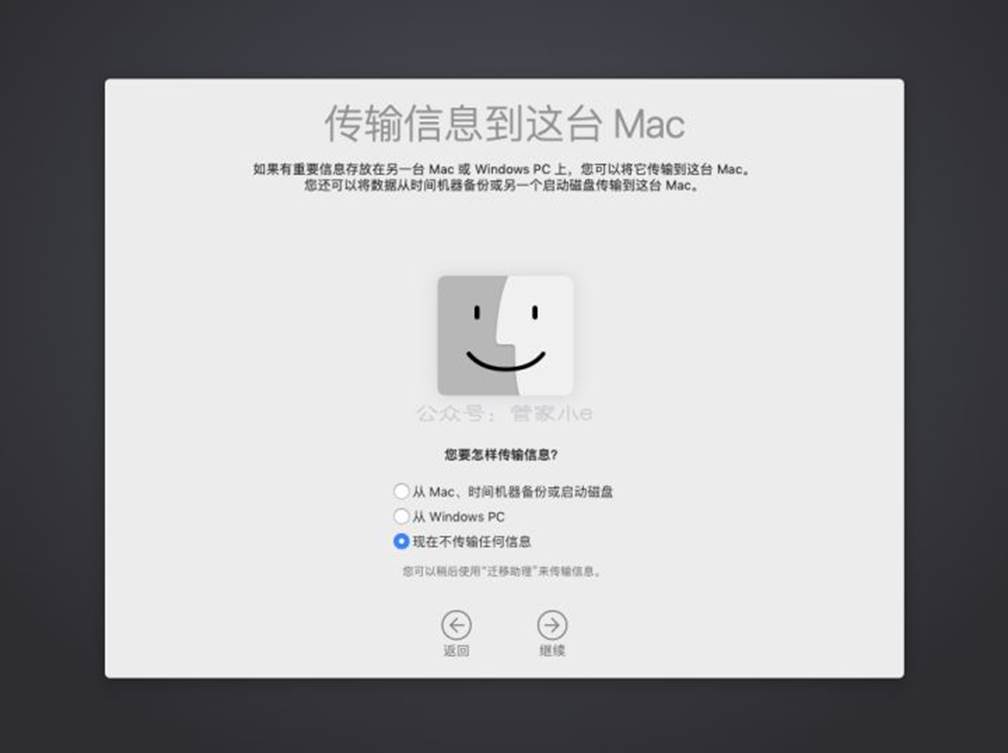 传输信息到这台 Mac
如果有重要信息存放在另一台 Mac 或 Windows PC 上，您可以将它传输到这台 Mac。
您还可以将数据从时间机器备份或另一个启动磁盘传输到这台 Mac。
公众号：管家小e
您要怎样传输信息？
从 Mac、时间机器备份或启动磁盘
从 Windows PC
现在不传输任何信息
您可以稍后使用“迁移助理”来传输信息。
返回
继续